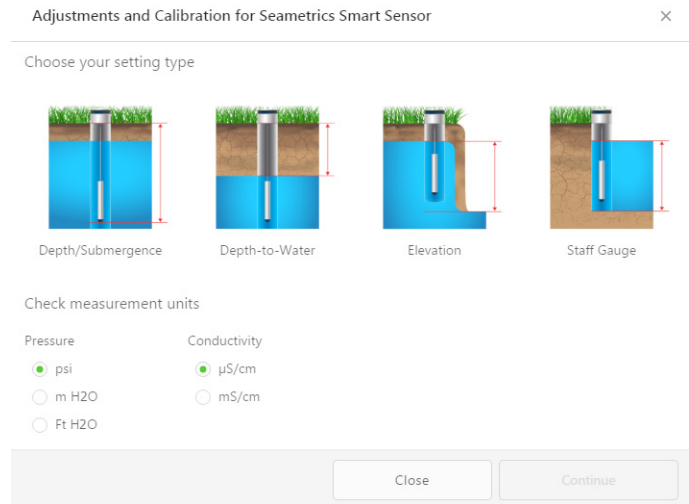 Adjustments and Calibration for Seametrics Smart Sensor
Choose your setting type
Depth/Submergence Depth-to-Water Elevation Staff Gauge
Check measurement units
Pressure Conductivity
psi µS/cm
m H2O mS/cm
Ft H2O
Close Continue